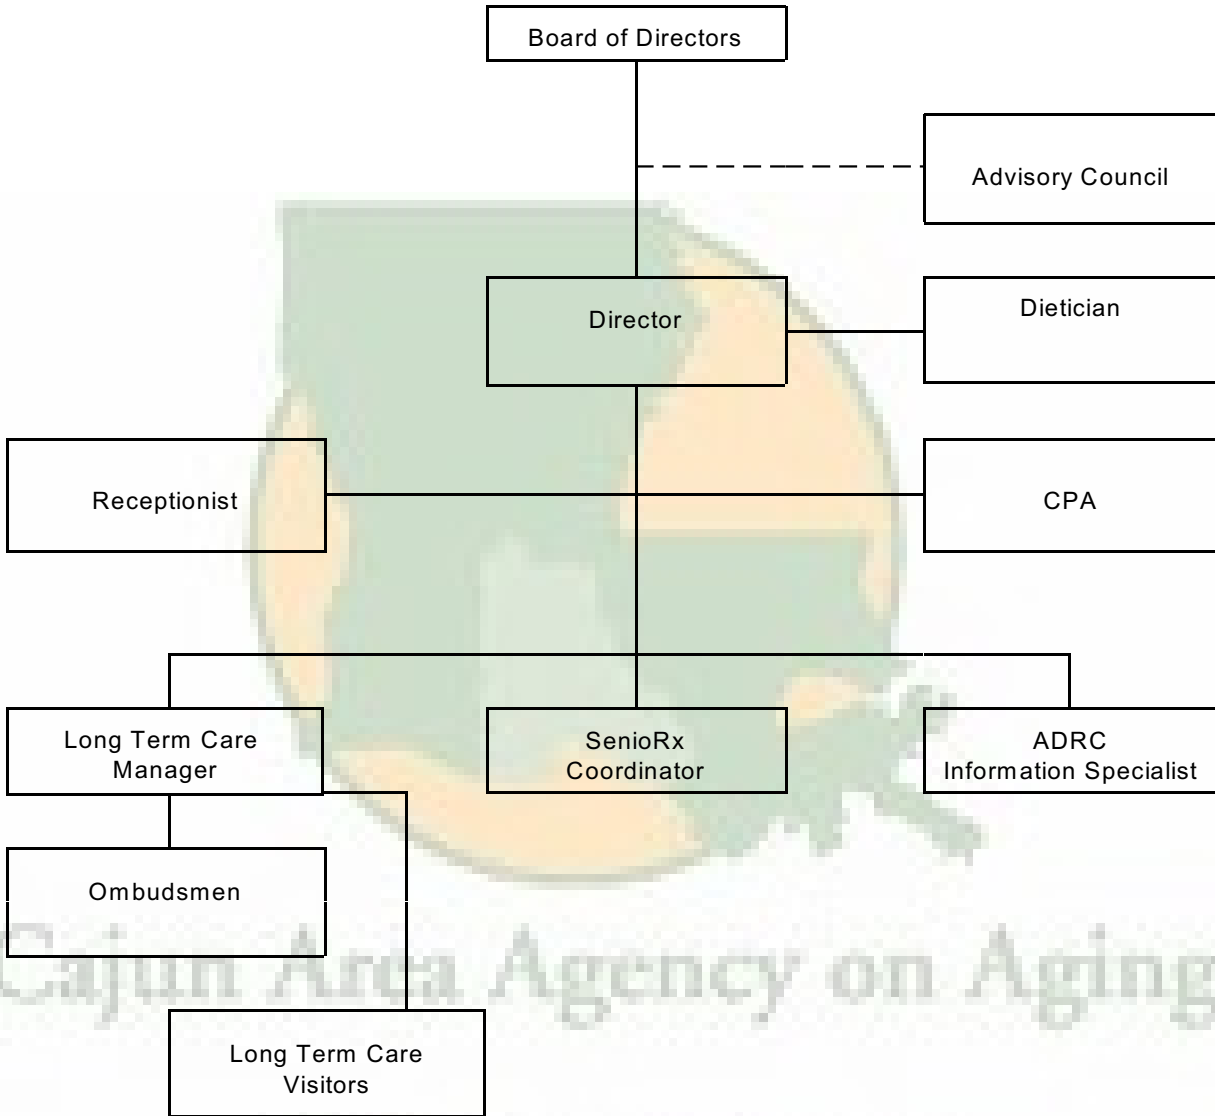 Board of Directors
Advisory Council
Director
Dietician
Receptionist
CPA
Long Term Care
Manager
SenioRx
Coordinator
ADRC
Information Specialist
Ombudsmen
Cajun Area Agency on Aging
Long Term Care
Visitors